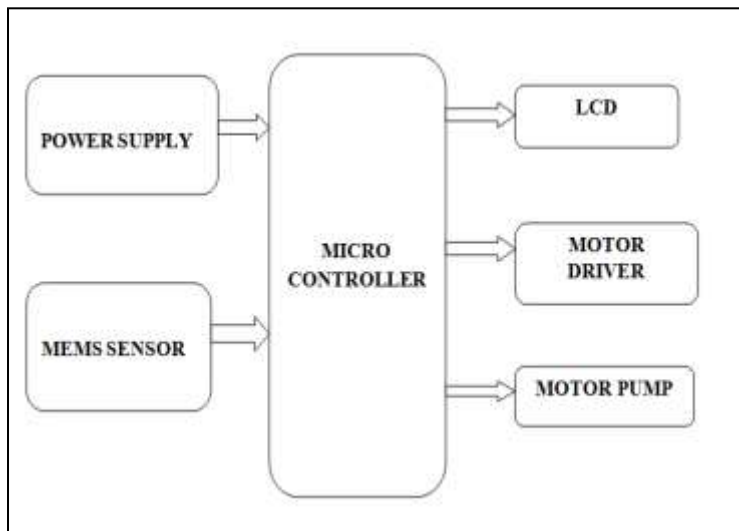 POWER SUPPLY
MEMS SENSOR
MICRO
CONTROLLER
LCD
MOTOR
DRIVER
MOTOR PUMP